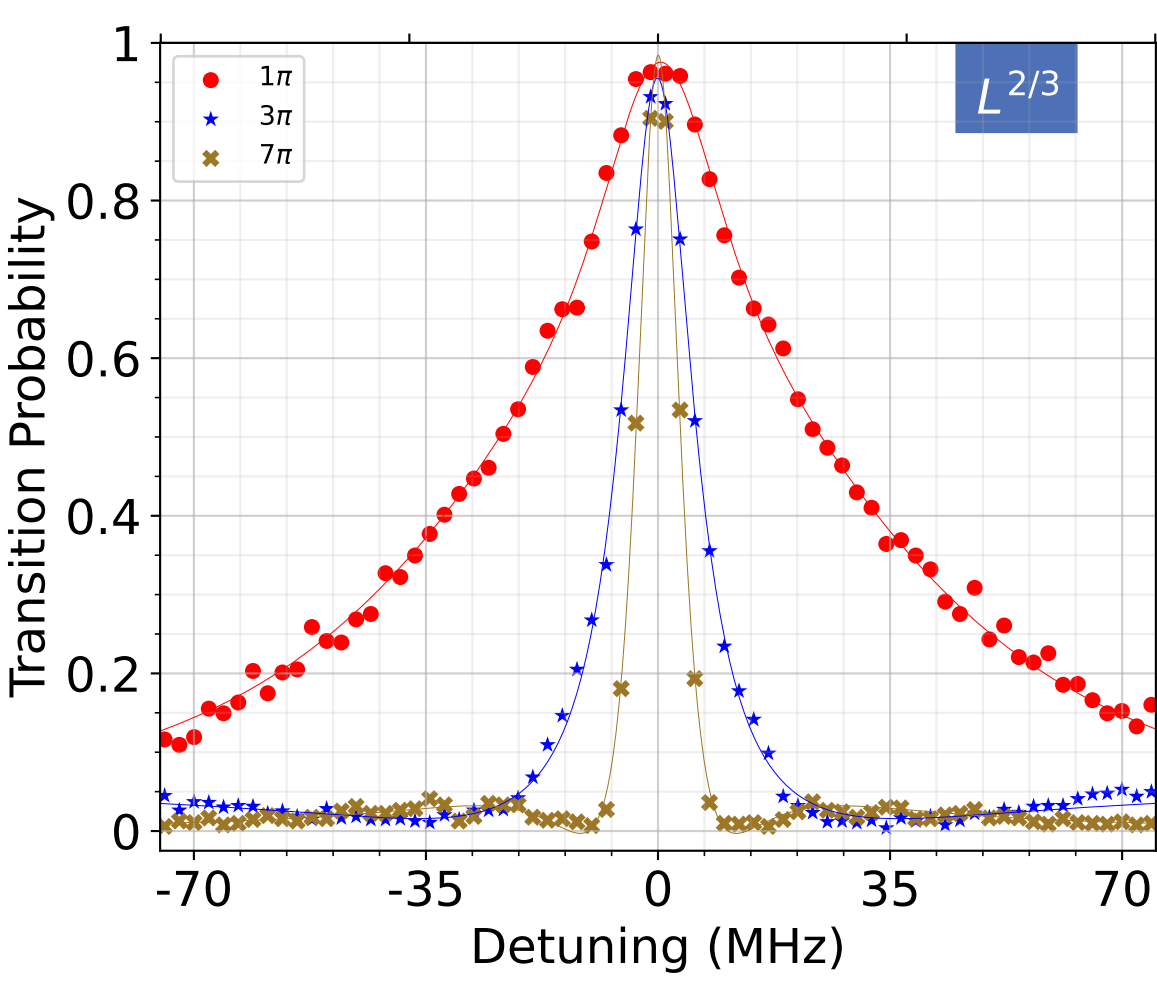 1π
3π
7π
L^{2/3}
1
0.8
0.6
0.4
0.2
0
-70 -35 0 35 70
Transition Probability
Detuning (MHz)